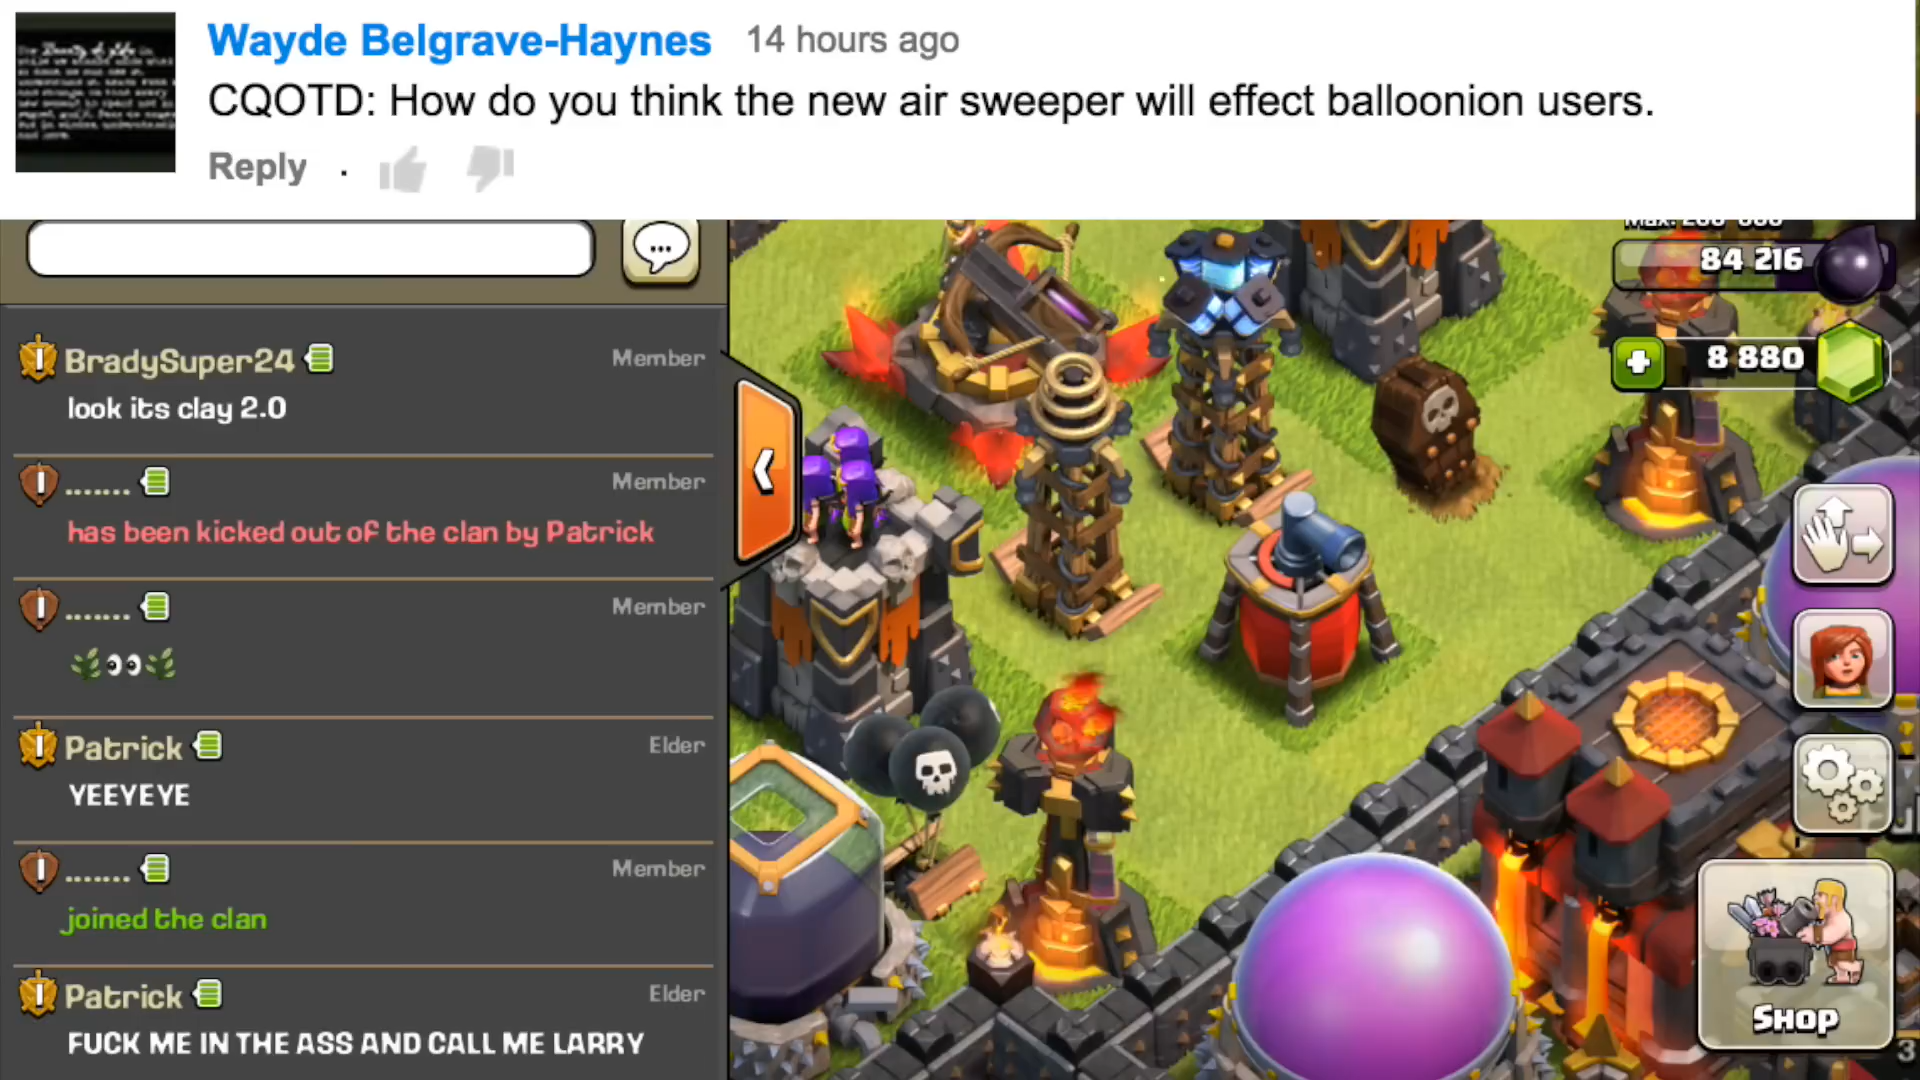 Wayde Belgrave-Haynes 14 hours ago
CQOTD: How do you think the new air sweeper will effect balloonion users.
Reply .
BradySuper24 Member
look its clay 2.0
....... Member
has been kicked out of the clan by Patrick
....... Member
🌿👀🌿
Patrick Elder
YEEYEYE
....... Member
joined the clan
Patrick Elder
FUCK ME IN THE ASS AND CALL ME LARRY
84 216
8 880
Shop
3